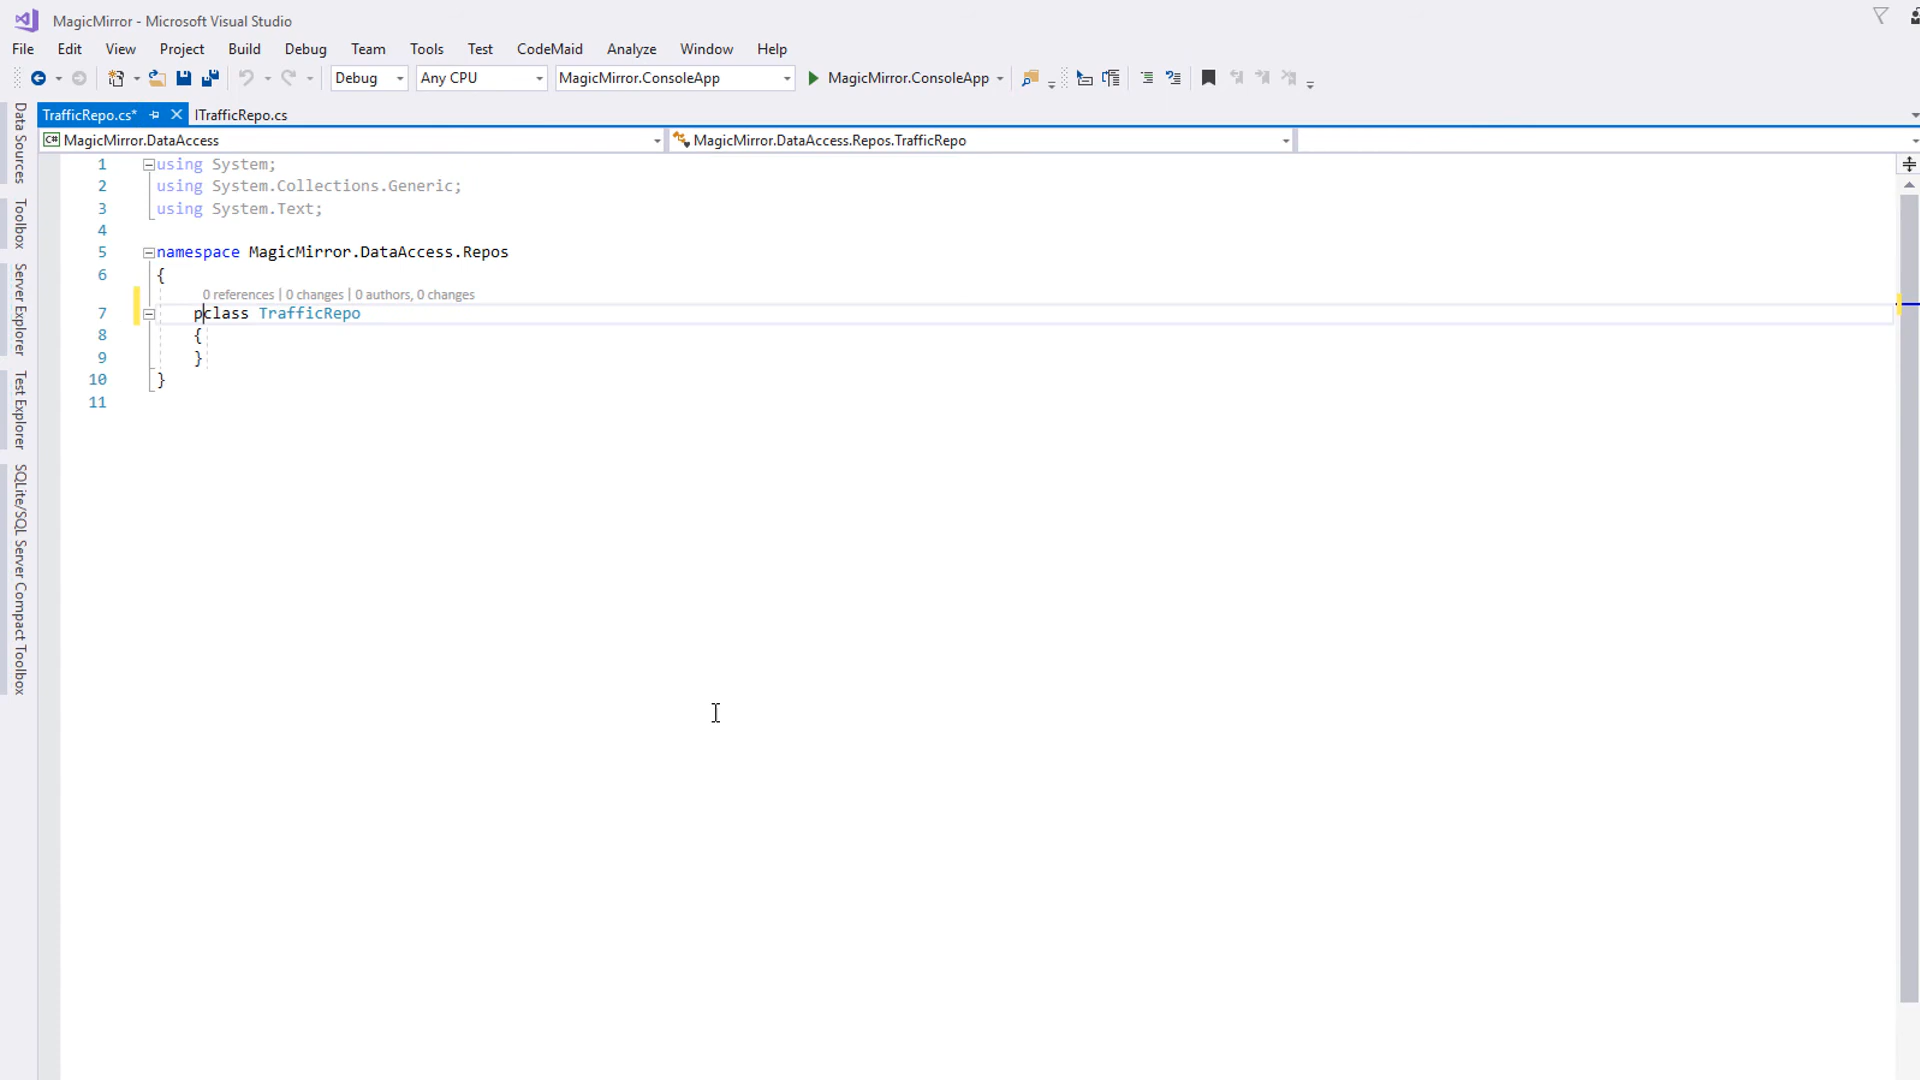 MagicMirror - Microsoft Visual Studio
File Edit View Project Build Debug Team Tools Test CodeMaid Analyze Window Help
Debug Any CPU MagicMirror.ConsoleApp MagicMirror.ConsoleApp
TrafficRepo.cs* ITrafficRepo.cs
C# MagicMirror.DataAccess MagicMirror.DataAccess.Repos.TrafficRepo
Data Sources
Toolbox
Server Explorer
Test Explorer
SQLite/SQL Server Compact Toolbox
1 using System;
2 using System.Collections.Generic;
3 using System.Text;
4
5 namespace MagicMirror.DataAccess.Repos
6 {
0 references | 0 changes | 0 authors, 0 changes
7 pclass TrafficRepo
8 {
9 }
10 }
11